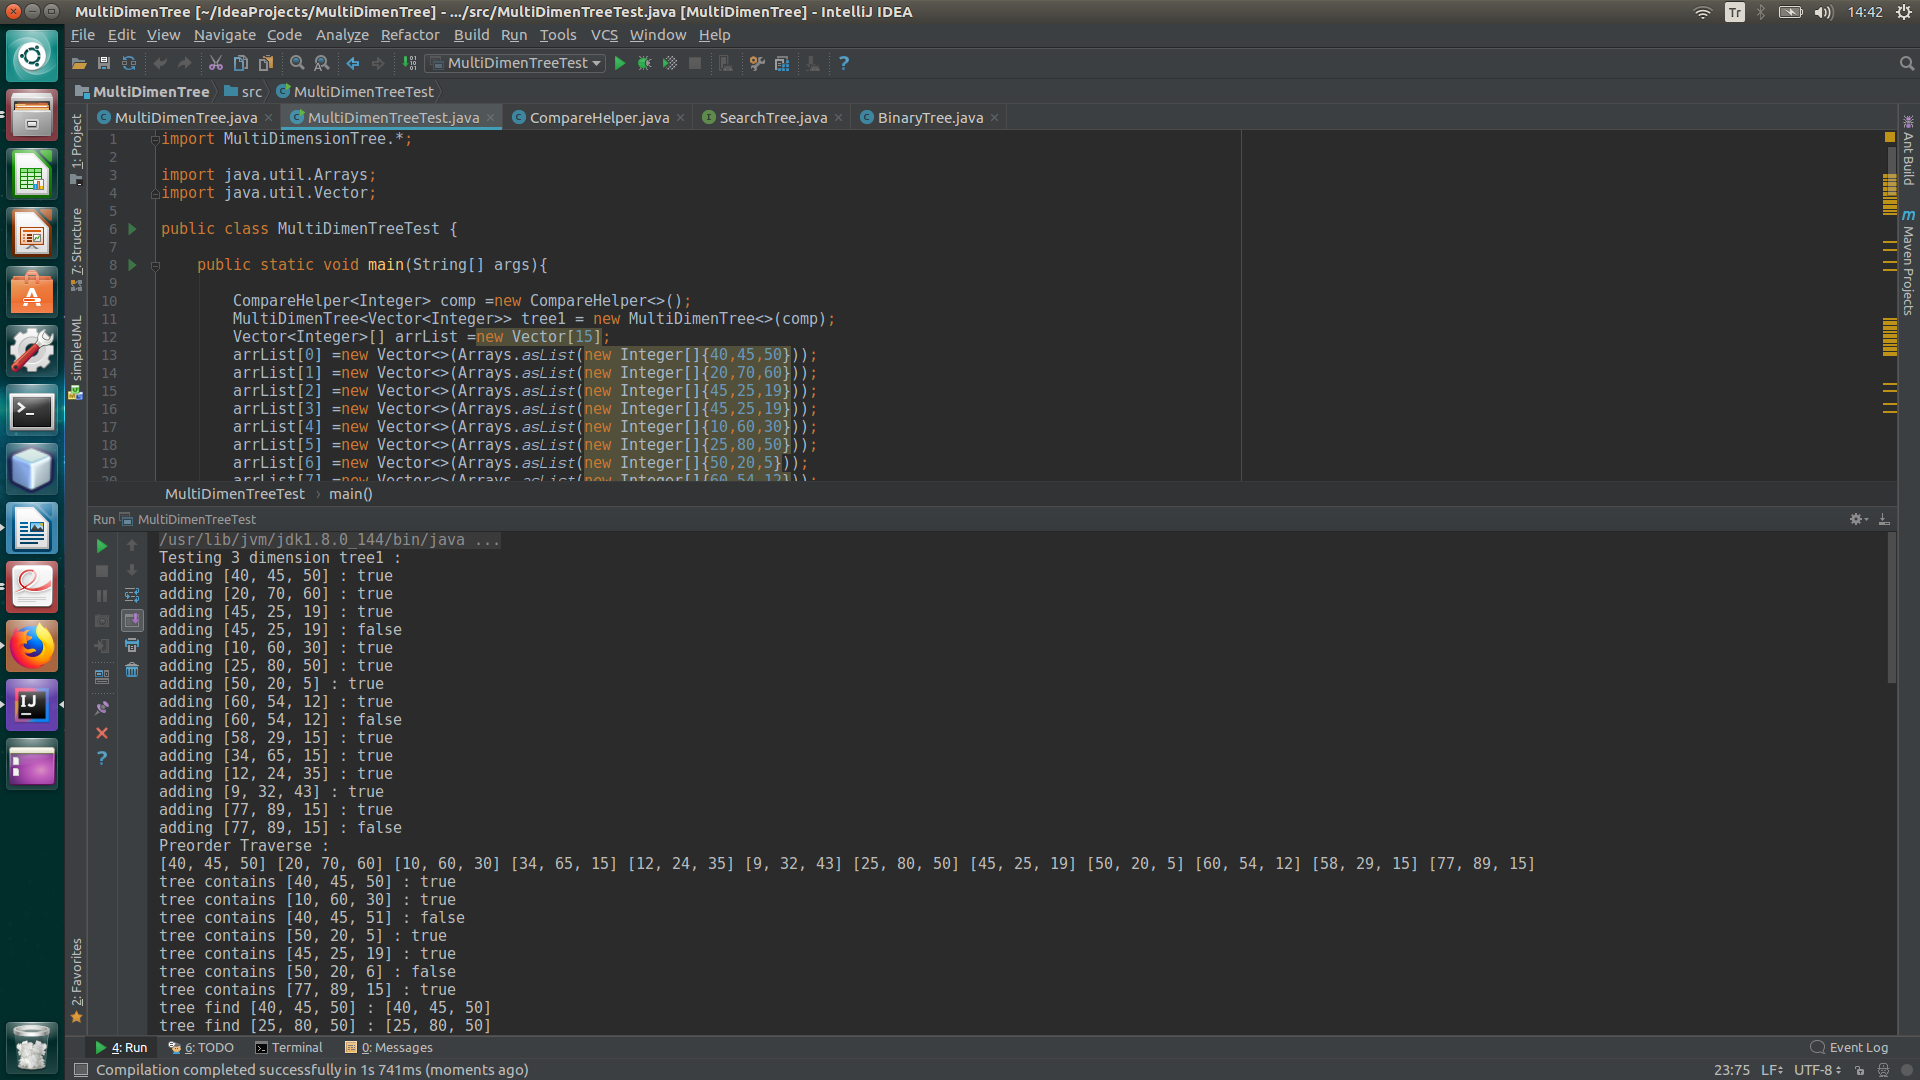 MultiDimenTree [~/IdeaProjects/MultiDimenTree] - .../src/MultiDimenTreeTest.java [MultiDimenTree] - IntelliJ IDEA
Tr
14:42
File Edit View Navigate Code Analyze Refactor Build Run Tools VCS Window Help
MultiDimenTreeTest
MultiDimenTree src MultiDimenTreeTest
MultiDimenTree.java MultiDimenTreeTest.java CompareHelper.java SearchTree.java BinaryTree.java
1: Project
7: Structure
simpleUML
2: Favorites
Ant Build
Maven Projects
1 import MultiDimensionTree.*;
2
3 import java.util.Arrays;
4 import java.util.Vector;
5
6 public class MultiDimenTreeTest {
7
8 public static void main(String[] args){
9
10 CompareHelper<Integer> comp =new CompareHelper<>();
11 MultiDimenTree<Vector<Integer>> tree1 = new MultiDimenTree<>(comp);
12 Vector<Integer>[] arrList =new Vector[15];
13 arrList[0] =new Vector<>(Arrays.asList(new Integer[]{40,45,50}));
14 arrList[1] =new Vector<>(Arrays.asList(new Integer[]{20,70,60}));
15 arrList[2] =new Vector<>(Arrays.asList(new Integer[]{45,25,19}));
16 arrList[3] =new Vector<>(Arrays.asList(new Integer[]{45,25,19}));
17 arrList[4] =new Vector<>(Arrays.asList(new Integer[]{10,60,30}));
18 arrList[5] =new Vector<>(Arrays.asList(new Integer[]{25,80,50}));
19 arrList[6] =new Vector<>(Arrays.asList(new Integer[]{50,20,5}));
20 arrList[7] =new Vector<>(Arrays.asList(new Integer[]{60,54,12}));
MultiDimenTreeTest › main()
Run MultiDimenTreeTest
/usr/lib/jvm/jdk1.8.0_144/bin/java ...
Testing 3 dimension tree1 :
adding [40, 45, 50] : true
adding [20, 70, 60] : true
adding [45, 25, 19] : true
adding [45, 25, 19] : false
adding [10, 60, 30] : true
adding [25, 80, 50] : true
adding [50, 20, 5] : true
adding [60, 54, 12] : true
adding [60, 54, 12] : false
adding [58, 29, 15] : true
adding [34, 65, 15] : true
adding [12, 24, 35] : true
adding [9, 32, 43] : true
adding [77, 89, 15] : true
adding [77, 89, 15] : false
Preorder Traverse :
[40, 45, 50] [20, 70, 60] [10, 60, 30] [34, 65, 15] [12, 24, 35] [9, 32, 43] [25, 80, 50] [45, 25, 19] [50, 20, 5] [60, 54, 12] [58, 29, 15] [77, 89, 15]
tree contains [40, 45, 50] : true
tree contains [10, 60, 30] : true
tree contains [40, 45, 51] : false
tree contains [50, 20, 5] : true
tree contains [45, 25, 19] : true
tree contains [50, 20, 6] : false
tree contains [77, 89, 15] : true
tree find [40, 45, 50] : [40, 45, 50]
tree find [25, 80, 50] : [25, 80, 50]
4: Run 6: TODO Terminal 0: Messages Event Log
Compilation completed successfully in 1s 741ms (moments ago) 23:75 LF UTF-8